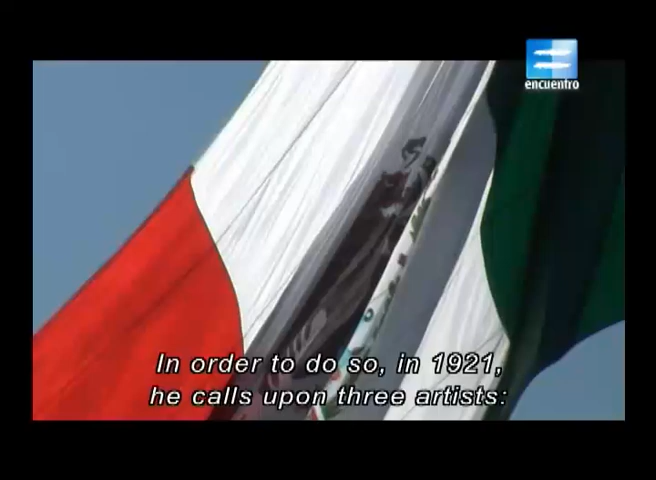 encuentro
In order to do so, in 1921,
he calls upon three artists: